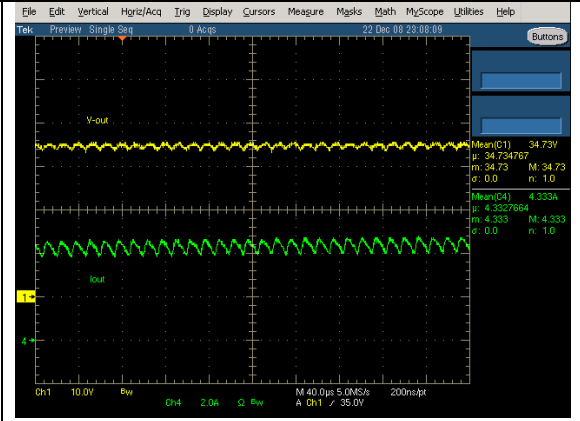 File Edit Vertical Horiz/Acq Trig Display Cursors Measure Masks Math MyScope Utilities Help
Tek Preview Single Seq 0 Acqs 22 Dec 08 23:08:09
Buttons
V-out
Mean(C1) 34.73V
μ: 34.734767
m: 34.73 M: 34.73
σ: 0.0 n: 1.0
Mean(C4) 4.333A
μ: 4.3327664
m: 4.333 M: 4.333
σ: 0.0 n: 1.0
Iout
1
4
Ch1 10.0V Bw M 40.0μs 5.0MS/s 200ns/pt
Ch4 2.0A Ω Bw A Ch1 35.0V